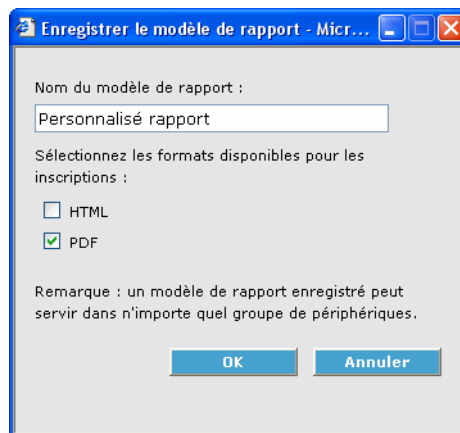 Enregistrer le modèle de rapport - Micr...
Nom du modèle de rapport :
Personnalisé rapport
Sélectionnez les formats disponibles pour les
inscriptions :
HTML
PDF
Remarque : un modèle de rapport enregistré peut
servir dans n'importe quel groupe de périphériques.
OK Annuler